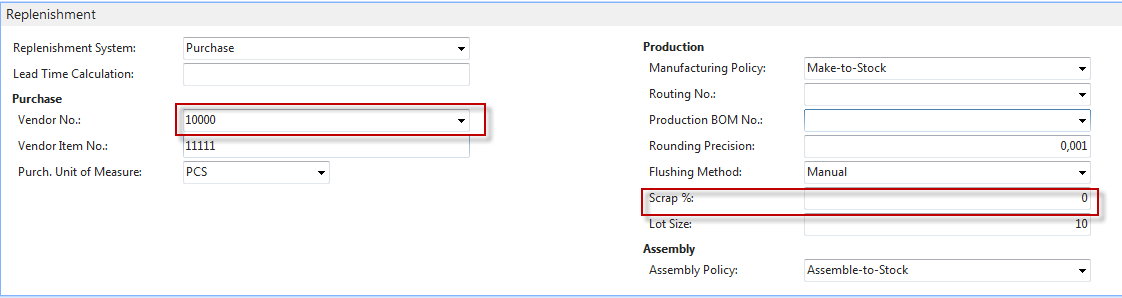 Replenishment
Replenishment System: Purchase
Lead Time Calculation:
Purchase
Vendor No.: 10000
Vendor Item No.: 11111
Purch. Unit of Measure: PCS
Production
Manufacturing Policy: Make-to-Stock
Routing No.:
Production BOM No.:
Rounding Precision: 0,001
Flushing Method: Manual
Scrap %: 0
Lot Size: 10
Assembly
Assembly Policy: Assemble-to-Stock